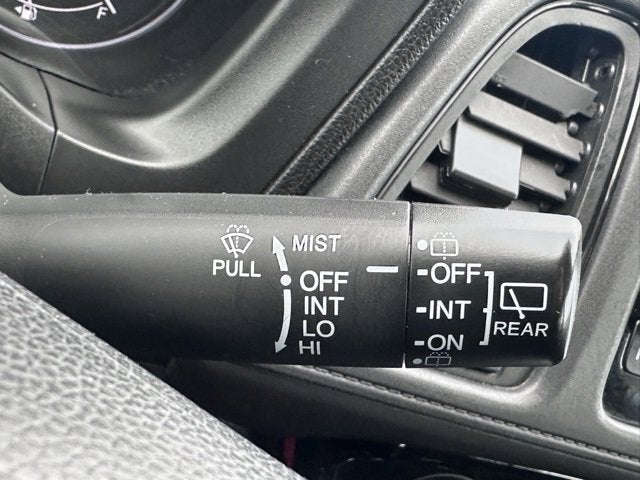 PULL
MIST
OFF
INT
LO
HI
-OFF
-INT
-ON
REAR